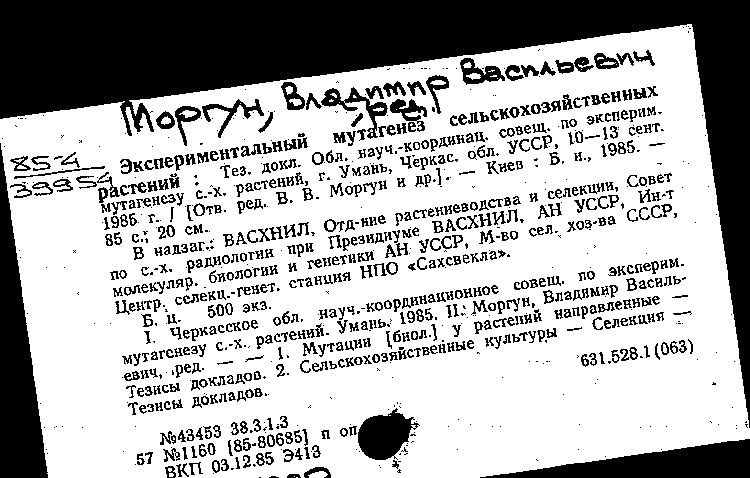 Моргун, Владимир Васильевич
, ред.
85-4
39954
Экспериментальный мутагенез сельскохозяйственных
растений : Тез. докл. Обл. науч.-координац. совещ. по эксперим.
мутагенезу с.-х. растений, г. Умань, Черкас. обл. УССР, 10—13 сент.
1985 г. / [Отв. ред. В. В. Моргун и др.]. — Киев : Б. и., 1985. —
85 с.; 20 см.
В надзаг.: ВАСХНИЛ, Отд-ние растениеводства и селекции, Совет
по с.-х. радиологии при Президиуме ВАСХНИЛ, АН УССР, Ин-т
молекуляр. биологии и генетики АН УССР, М-во сел. хоз-ва СССР,
Центр. селекц.-генет. станция НПО «Сахсвекла».
Б. ц. 500 экз.
I. Черкасское обл. науч.-координационное совещ. по эксперим.
мутагенезу с.-х. растений. Умань, 1985. II. Моргун, Владимир Василь-
евич, ред. — — 1. Мутации [биол.] у растений направленные —
Тезисы докладов. 2. Сельскохозяйственные культуры — Селекция —
Тезисы докладов.
631.528.1(063)
№43453 38.3.1.3
57 №1160 [85-80685] п оп
ВКП 03.12.85 Э413